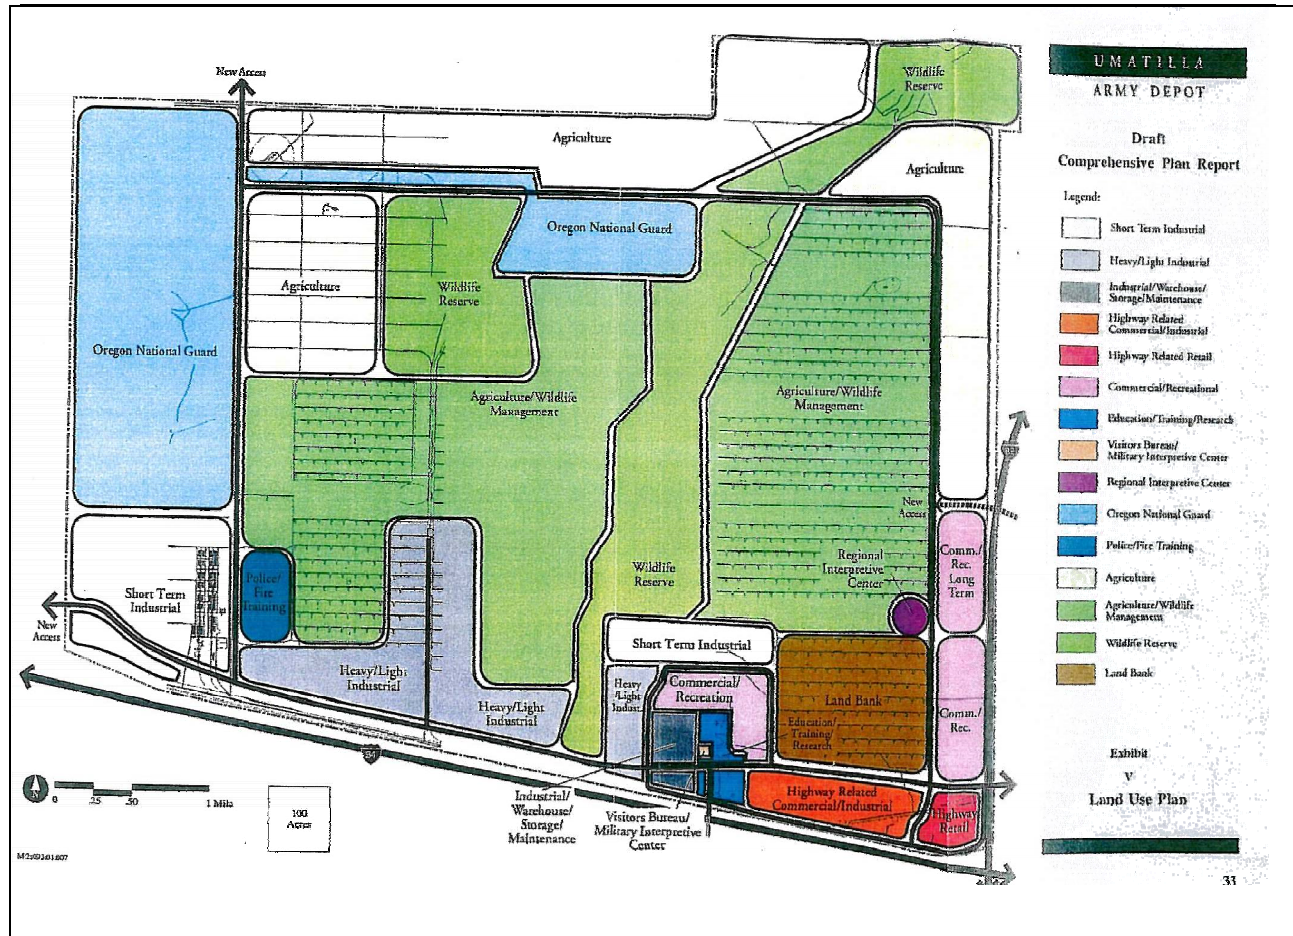 UMATILLA
ARMY DEPOT
Draft
Comprehensive Plan Report
Legend:
Short Term Industrial
Heavy/Light Industrial
Industrial/Warehouse/
Storage/Maintenance
Highway Related
Commercial/Industrial
Highway Related Retail
Commercial/Recreational
Education/Training/Research
Visitors Bureau/
Military Interpretive Center
Regional Interpretive Center
Oregon National Guard
Police/Fire Training
Agriculture
Agriculture/Wildlife
Management
Wildlife Reserve
Land Bank
Exhibit
V
Land Use Plan
33
New Access
Wildlife
Reserve
Agriculture
Agriculture
Oregon National Guard
Agriculture
Wildlife
Reserve
Oregon National Guard
Agriculture/Wildlife
Management
Agriculture/Wildlife
Management
New
Access
Regional
Interpretive
Center
Comm./
Rec.
Long
Term
Wildlife
Reserve
Police/
Fire
Training
Short Term
Industrial
New
Access
Short Term Industrial
Heavy/Light
Industrial
Heavy
/Light
Indust.
Commercial/
Recreation
Land Bank
Heavy/Light
Industrial
Education/
Training/
Research
Comm./
Rec.
84
N
0 .25 .50 1 Mile
100
Acres
Industrial/
Warehouse/
Storage/
Maintenance
Visitors Bureau/
Military Interpretive
Center
Highway Related
Commercial/Industrial
Highway
Retail